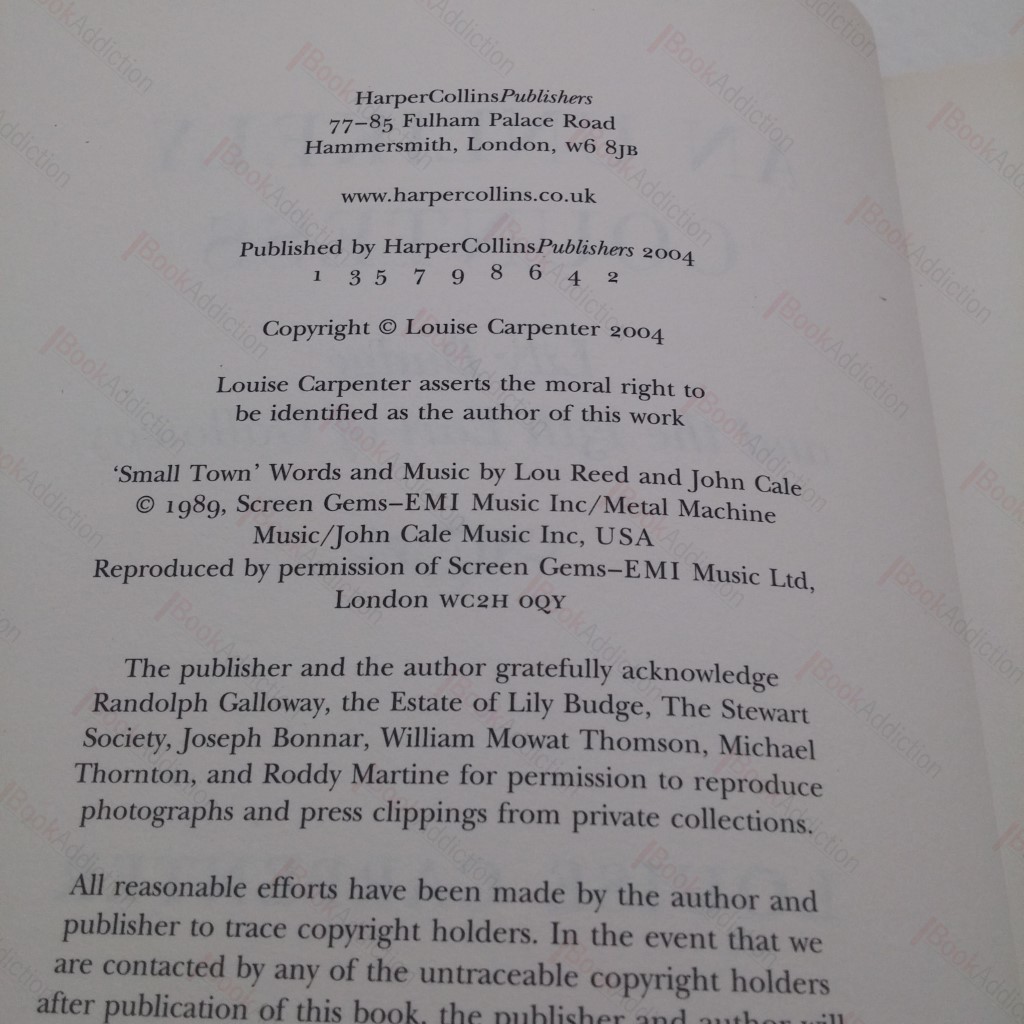 HarperCollinsPublishers
77–85 Fulham Palace Road
Hammersmith, London, W6 8JB
www.harpercollins.co.uk
Published by HarperCollinsPublishers 2004
1 3 5 7 9 8 6 4 2
Copyright © Louise Carpenter 2004
Louise Carpenter asserts the moral right to
be identified as the author of this work
‘Small Town’ Words and Music by Lou Reed and John Cale
© 1989, Screen Gems–EMI Music Inc/Metal Machine
Music/John Cale Music Inc, USA
Reproduced by permission of Screen Gems–EMI Music Ltd,
London WC2H 0QY
The publisher and the author gratefully acknowledge
Randolph Galloway, the Estate of Lily Budge, The Stewart
Society, Joseph Bonnar, William Mowat Thomson, Michael
Thornton, and Roddy Martine for permission to reproduce
photographs and press clippings from private collections.
All reasonable efforts have been made by the author and
publisher to trace copyright holders. In the event that we
are contacted by any of the untraceable copyright holders
after publication of this book, the publisher and author will
BookAddiction